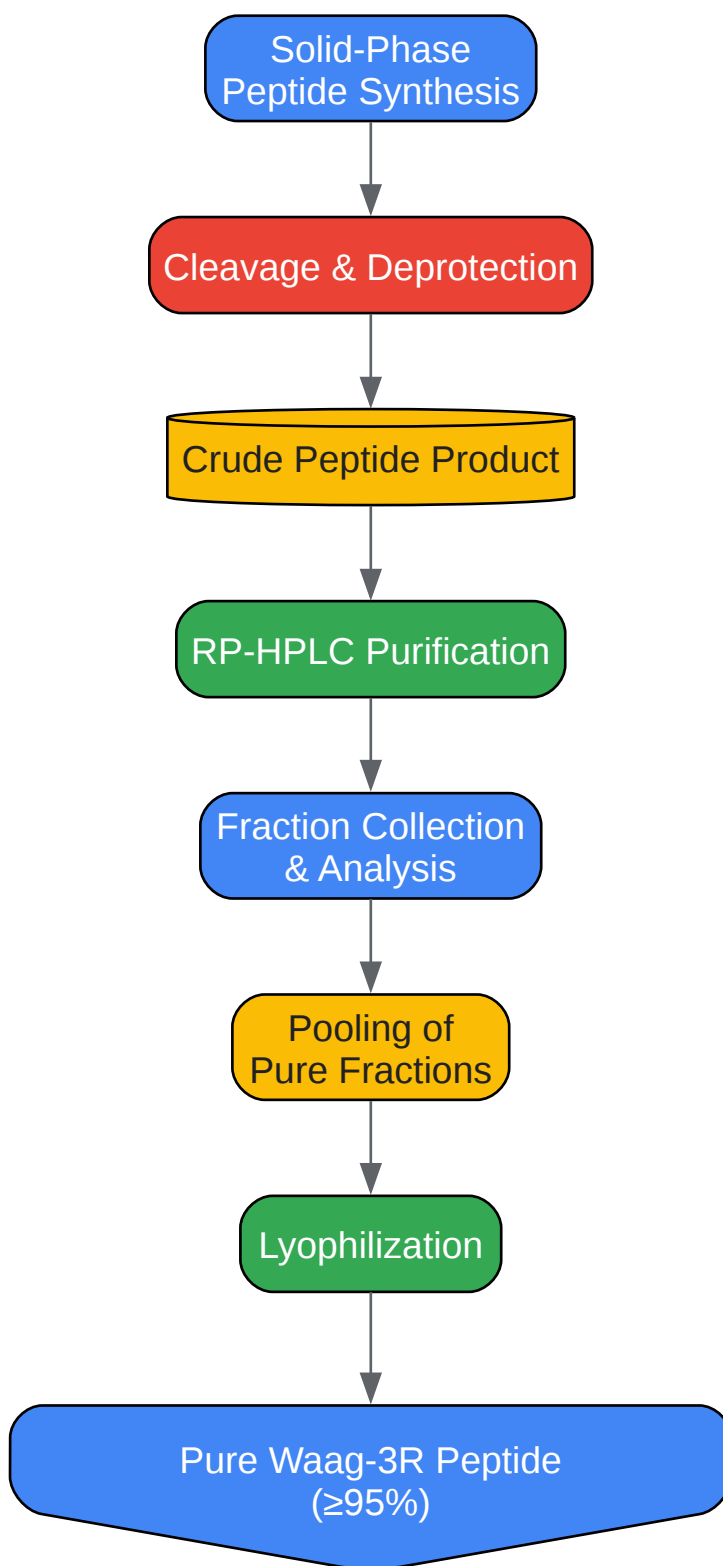 Solid-Phase
Peptide Synthesis
Cleavage & Deprotection
Crude Peptide Product
RP-HPLC Purification
Fraction Collection
& Analysis
Pooling of
Pure Fractions
Lyophilization
Pure Waag-3R Peptide
(≥95%)